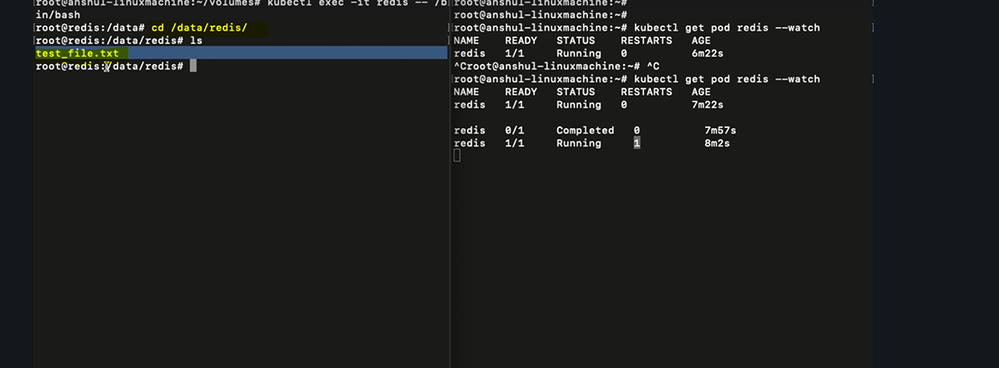 root@anshul-linuxmachine:~/volumes# kubectl exec -it redis -- /b
in/bash
root@redis:/data# cd /data/redis/
root@redis:/data/redis# ls
test_file.txt
root@redis:/data/redis#
root@anshul-linuxmachine:~#
root@anshul-linuxmachine:~#
root@anshul-linuxmachine:~# kubectl get pod redis --watch
NAME READY STATUS RESTARTS AGE
redis 1/1 Running 0 6m22s
^Croot@anshul-linuxmachine:~# ^C
root@anshul-linuxmachine:~# kubectl get pod redis --watch
NAME READY STATUS RESTARTS AGE
redis 1/1 Running 0 7m22s
redis 0/1 Completed 0 7m57s
redis 1/1 Running 1 8m2s